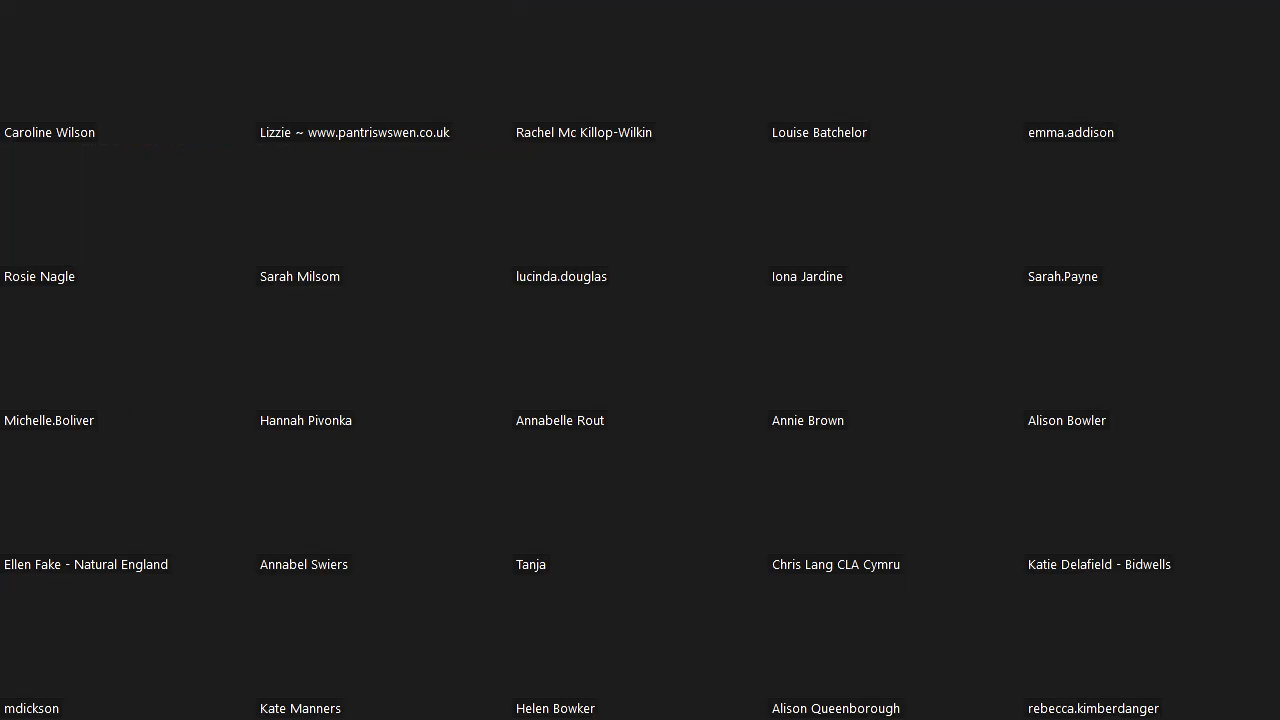 Caroline Wilson
Lizzie ~ www.pantriswswen.co.uk
Rachel Mc Killop-Wilkin
Louise Batchelor
emma.addison
Rosie Nagle
Sarah Milsom
lucinda.douglas
Iona Jardine
Sarah.Payne
Michelle.Boliver
Hannah Pivonka
Annabelle Rout
Annie Brown
Alison Bowler
Ellen Fake - Natural England
Annabel Swiers
Tanja
Chris Lang CLA Cymru
Katie Delafield - Bidwells
mdickson
Kate Manners
Helen Bowker
Alison Queenborough
rebecca.kimberdanger